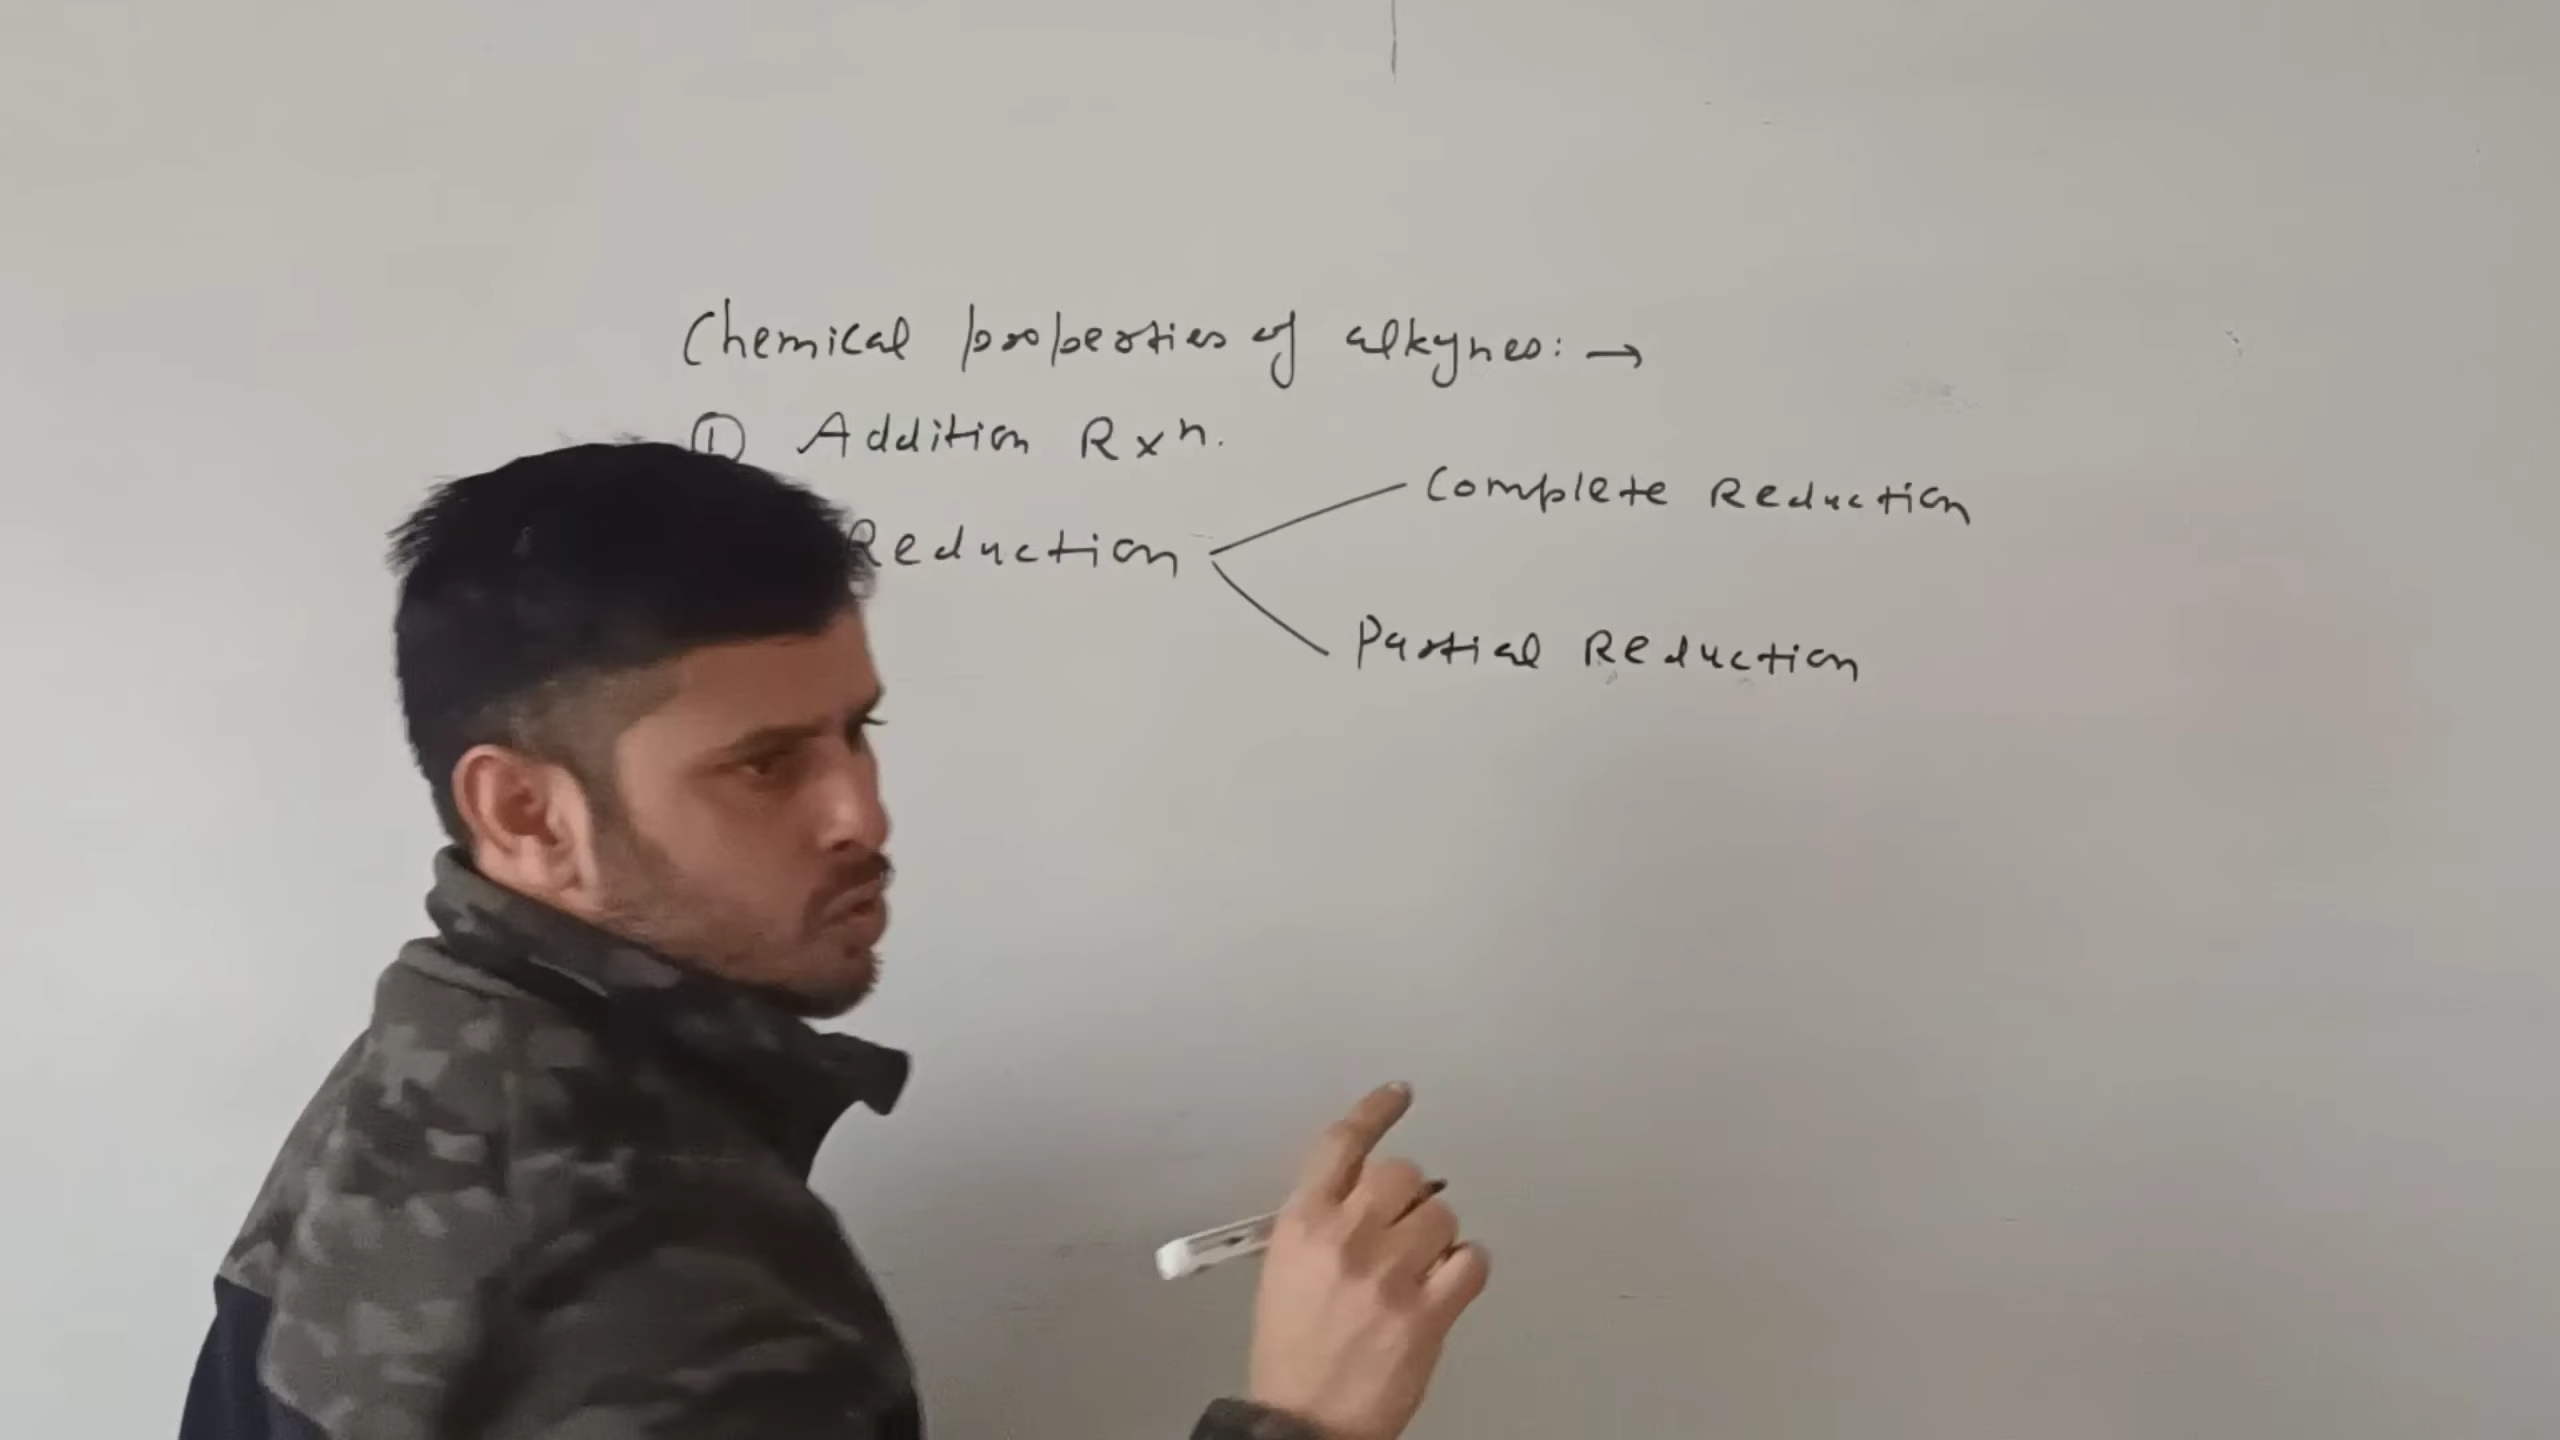 Chemical properties of alkynes: →
① Addition Rxn.
Reduction
Complete Reduction
Partial Reduction